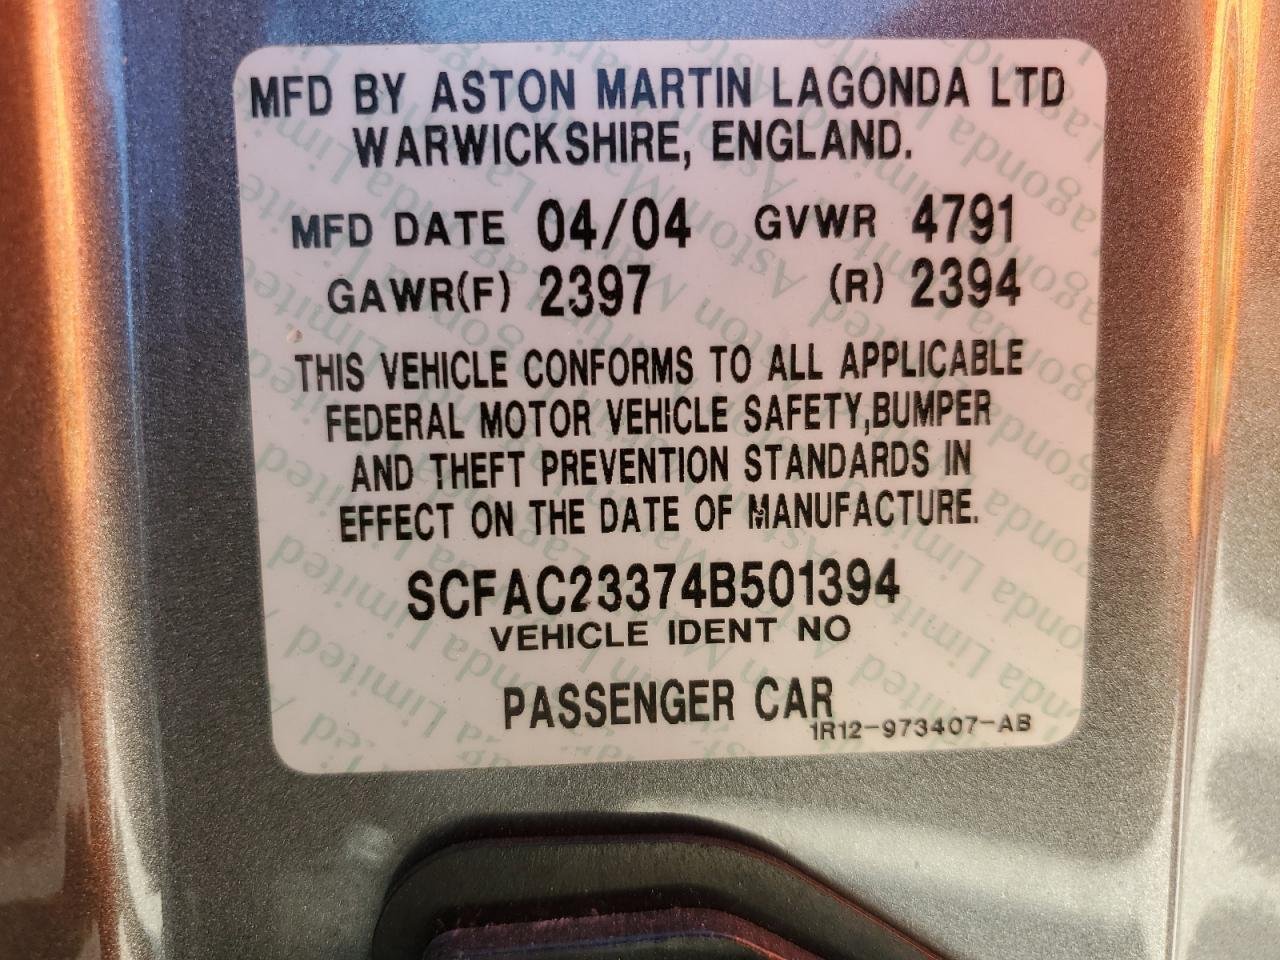 MFD BY ASTON MARTIN LAGONDA LTD
WARWICKSHIRE, ENGLAND.
MFD DATE 04/04 GVWR 4791
GAWR(F) 2397 (R) 2394
THIS VEHICLE CONFORMS TO ALL APPLICABLE
FEDERAL MOTOR VEHICLE SAFETY,BUMPER
AND THEFT PREVENTION STANDARDS IN
EFFECT ON THE DATE OF MANUFACTURE.
SCFAC23374B501394
VEHICLE IDENT NO
PASSENGER CAR
1R12-973407-AB